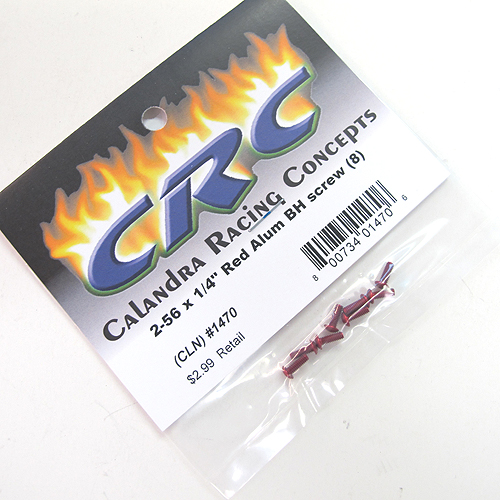 CRC
CALANDRA RACING CONCEPTS
2-56 x 1/4" Red Alum BH screw (8)
(CLN) #1470
$2.99 Retail
8 00734 01470 6